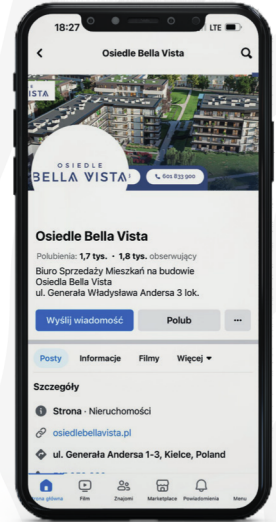 18:27
LTE
Osiedle Bella Vista
ISTA
OSIEDLE
BELLA VISTA
601 833 900
Osiedle Bella Vista
Polubienia: 1,7 tys. • 1,8 tys. obserwujący
Biuro Sprzedaży Mieszkań na budowie
Osiedla Bella Vista
ul. Generała Władysława Andersa 3 lok.
Wyślij wiadomość
Polub
...
Posty Informacje Filmy Więcej
Szczegóły
Strona · Nieruchomości
osiedlebellavista.pl
ul. Generała Andersa 1-3, Kielce, Poland
główna Film Znajomi Marketplace Powiadomienia Menu